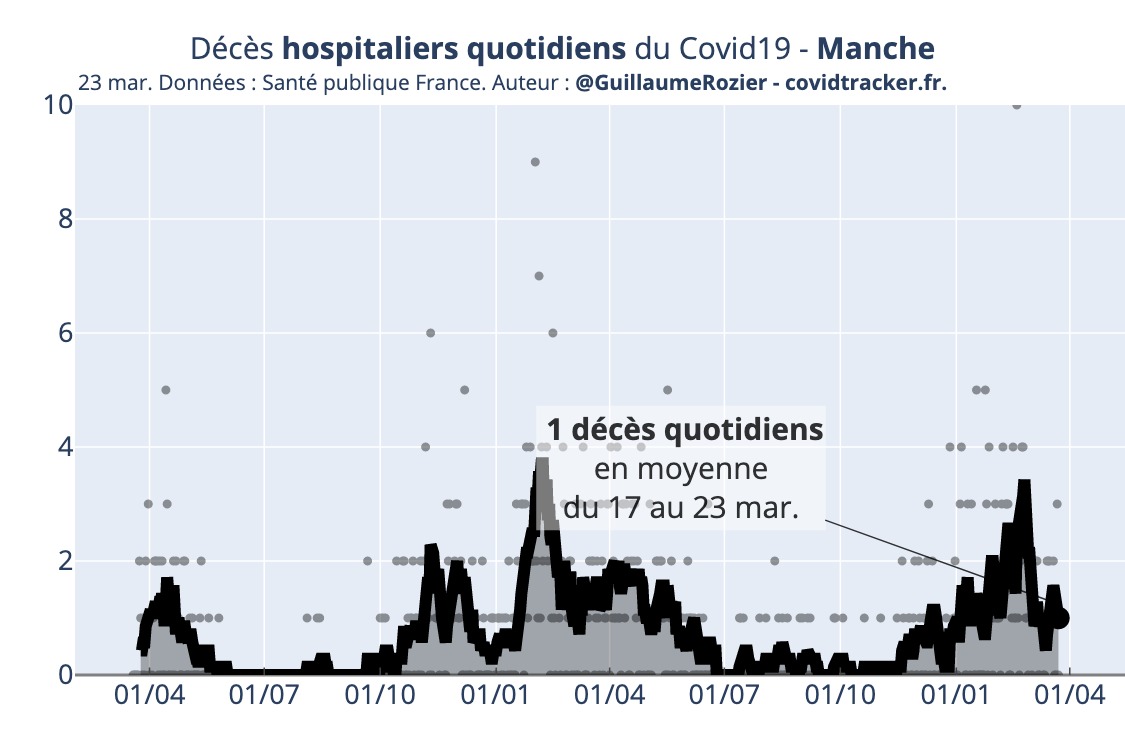 Décès hospitaliers quotidiens du Covid19 - Manche
23 mar. Données : Santé publique France. Auteur : @GuillaumeRozier - covidtracker.fr.
10
8
6
4
2
0
1 décès quotidiens
en moyenne
du 17 au 23 mar.
01/04 01/07 01/10 01/01 01/04 01/07 01/10 01/01 01/04